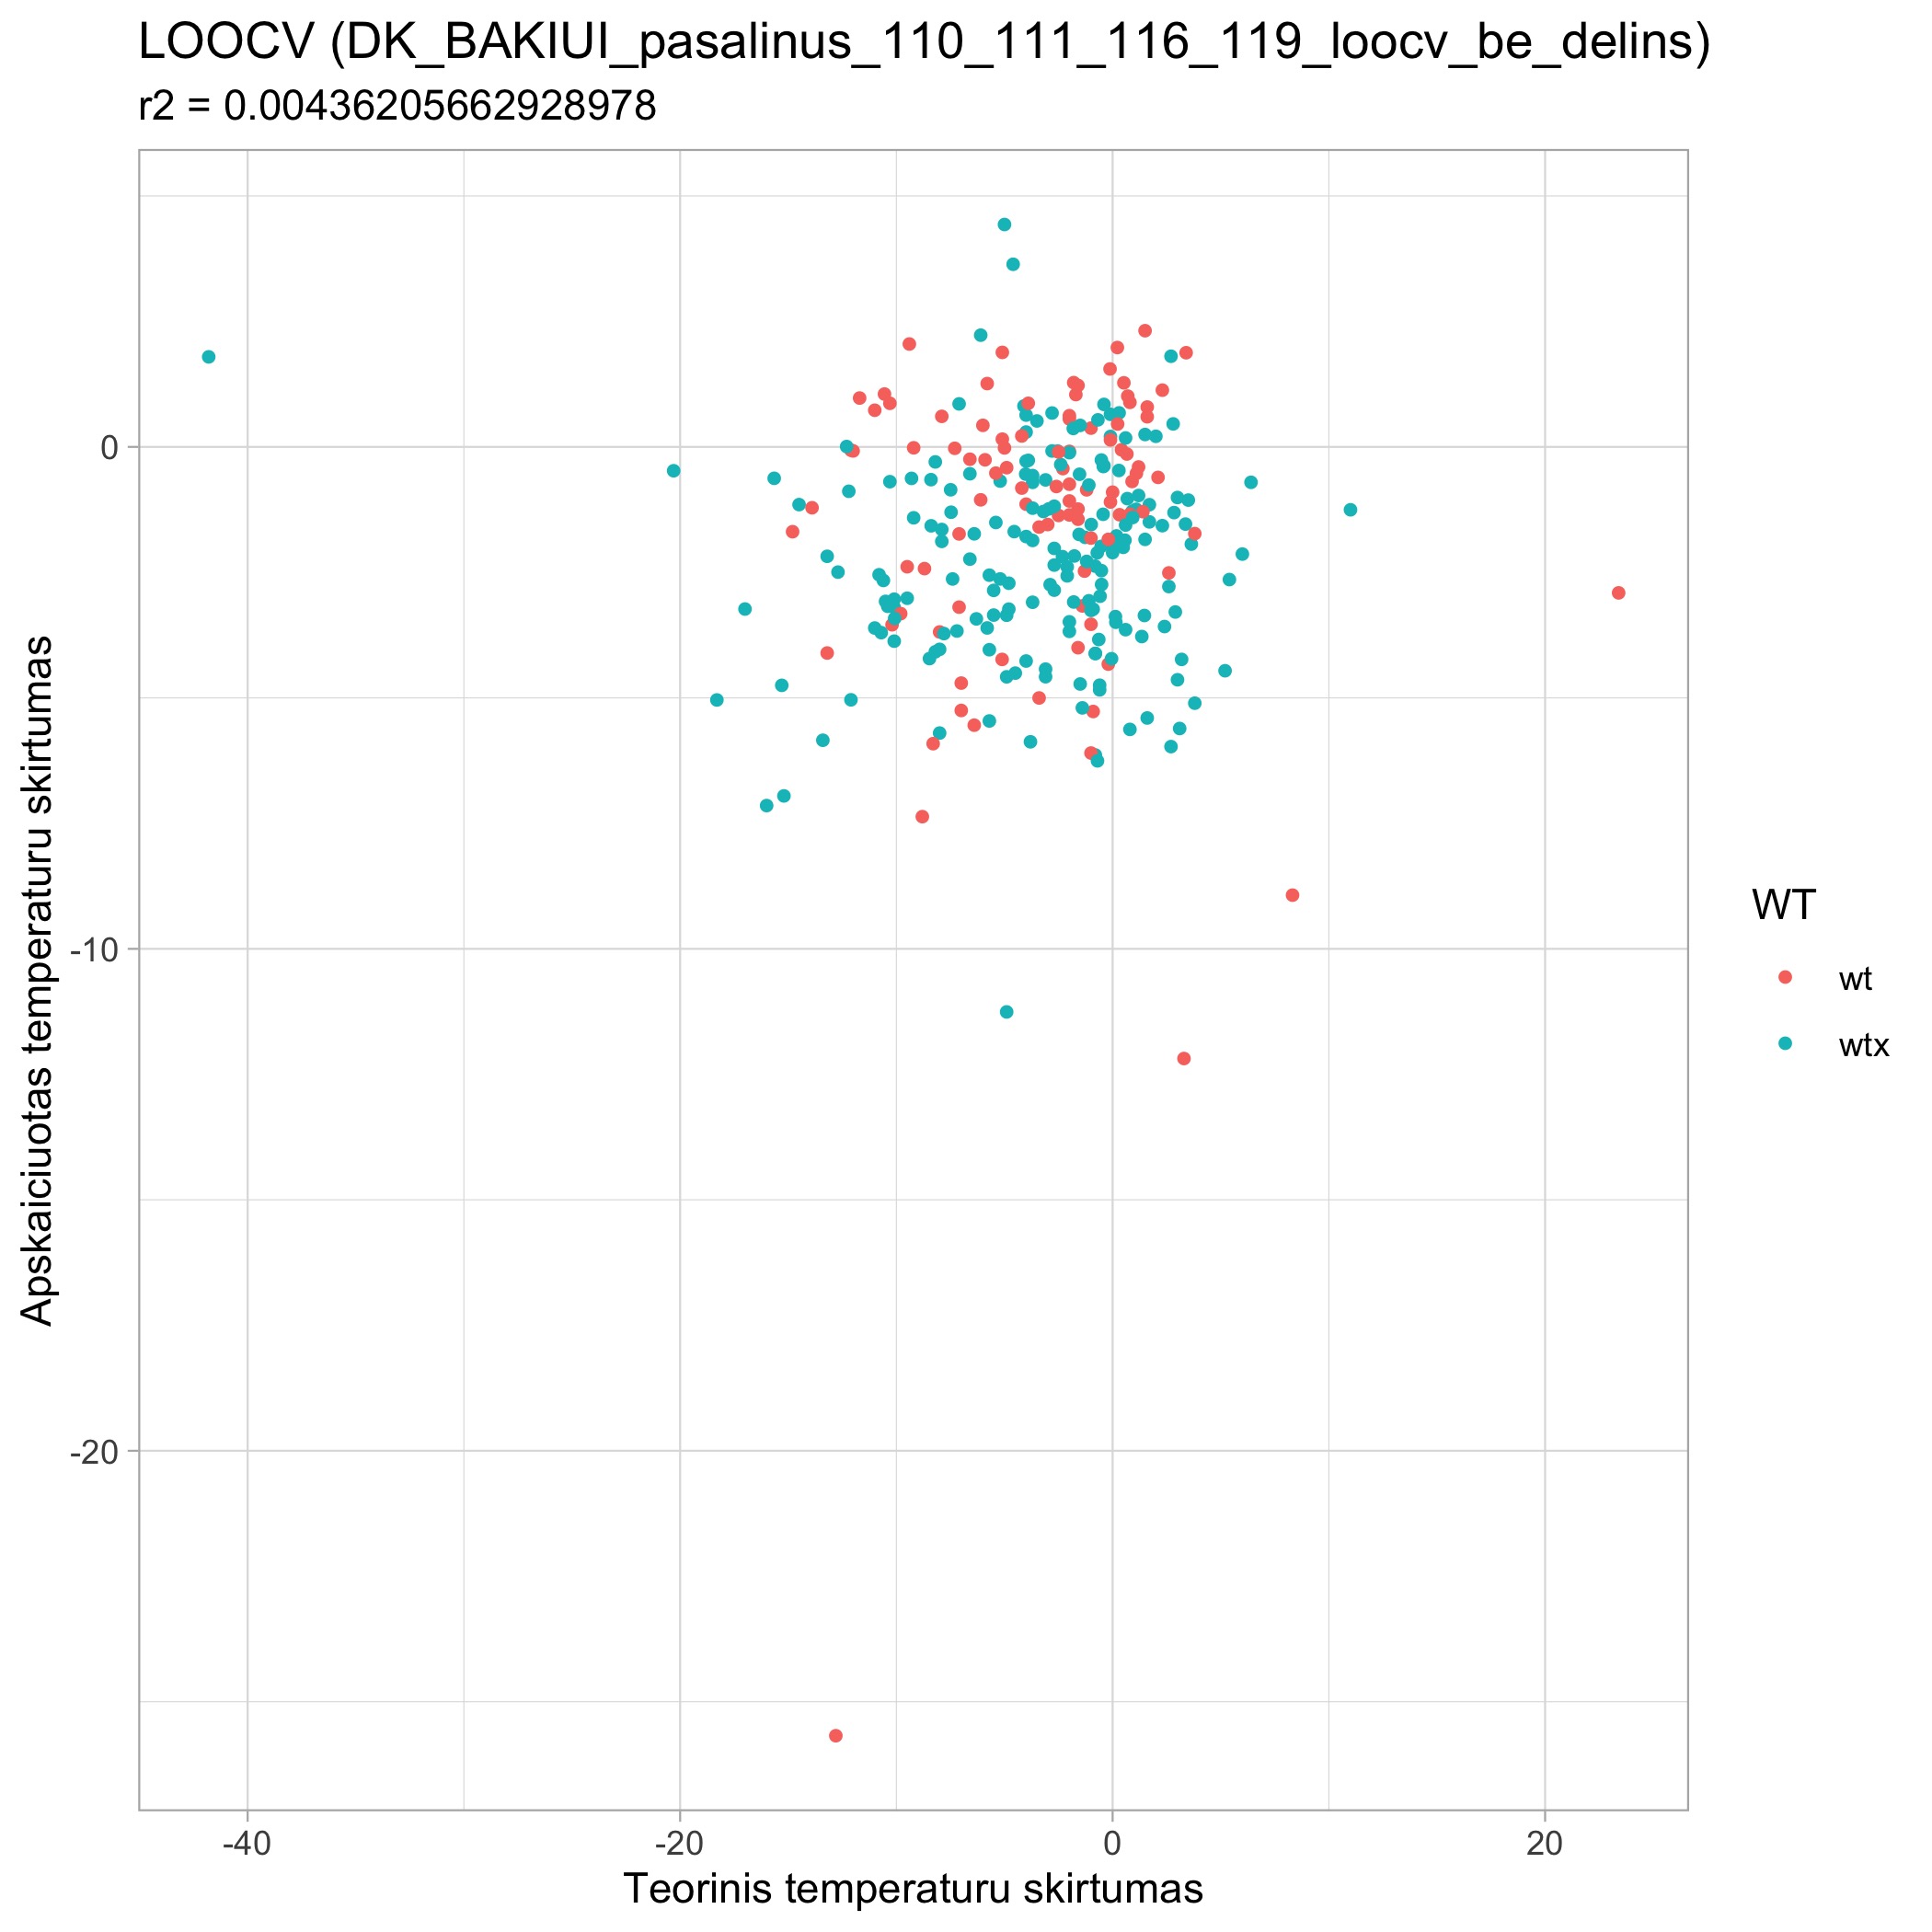 LOOCV (DK_BAKIUI_pasalinus_110_111_116_119_loocv_be_delins)
r2 = 0.00436205662928978
Apskaiciuotas temperaturu skirtumas
0
-10
-20
-40
-20
0
20
Teorinis temperaturu skirtumas
WT
wt
wtx